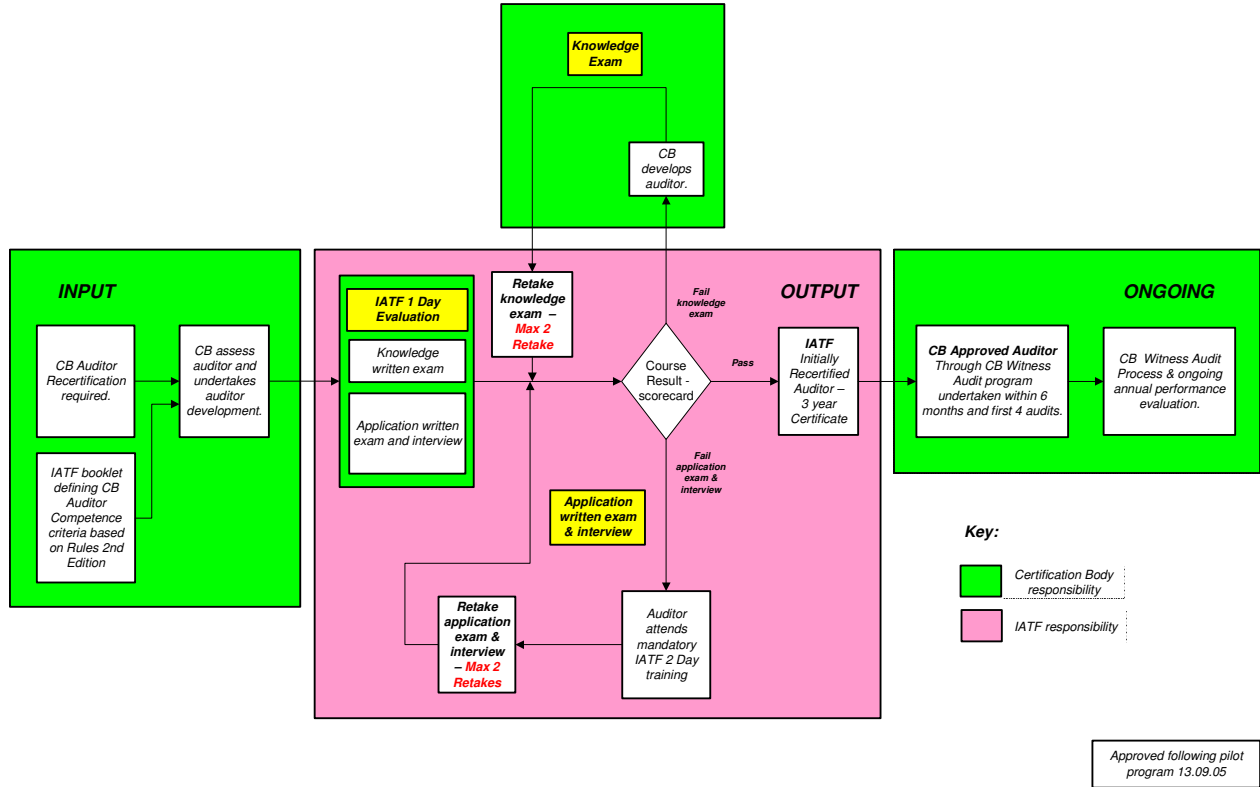 Knowledge
Exam
CB
develops
auditor.
INPUT
CB Auditor
Recertification
required.
CB assess
auditor and
undertakes
auditor
development.
IATF booklet
defining CB
Auditor
Competence
criteria based
on Rules 2nd
Edition
IATF 1 Day
Evaluation
Knowledge
written exam
Application written
exam and interview
Retake
knowledge
exam –
Max 2
Retake
Fail
knowledge
exam
Course
Result -
scorecard
Pass
OUTPUT
IATF
Initially
Recertified
Auditor –
3 year
Certificate
Fail
application
exam &
interview
Application
written exam
& interview
Auditor
attends
mandatory
IATF 2 Day
training
Retake
application
exam &
interview
– Max 2
Retakes
ONGOING
CB Approved Auditor
Through CB Witness
Audit program
undertaken within 6
months and first 4 audits.
CB Witness Audit
Process & ongoing
annual performance
evaluation.
Key:
Certification Body
responsibility
IATF responsibility
Approved following pilot
program 13.09.05